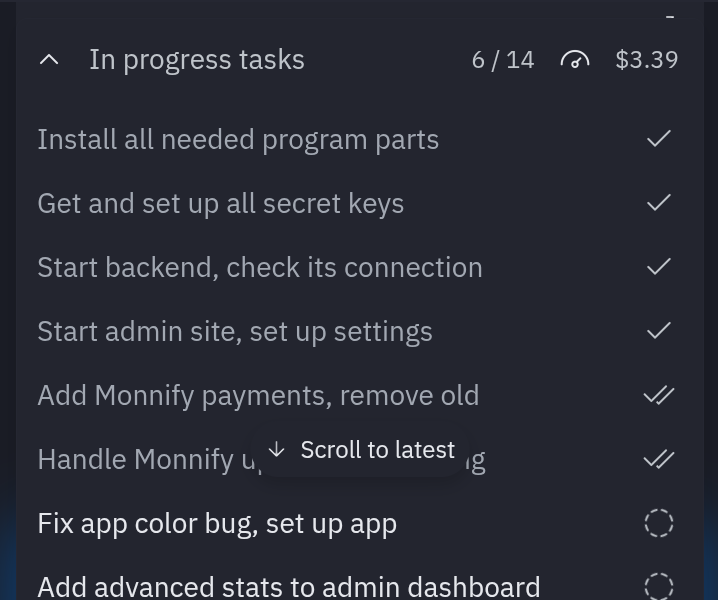 In progress tasks 6 / 14 $3.39
Install all needed program parts
Get and set up all secret keys
Start backend, check its connection
Start admin site, set up settings
Add Monnify payments, remove old
Handle Monnify
Scroll to latest
Fix app color bug, set up app
Add advanced stats to admin dashboard